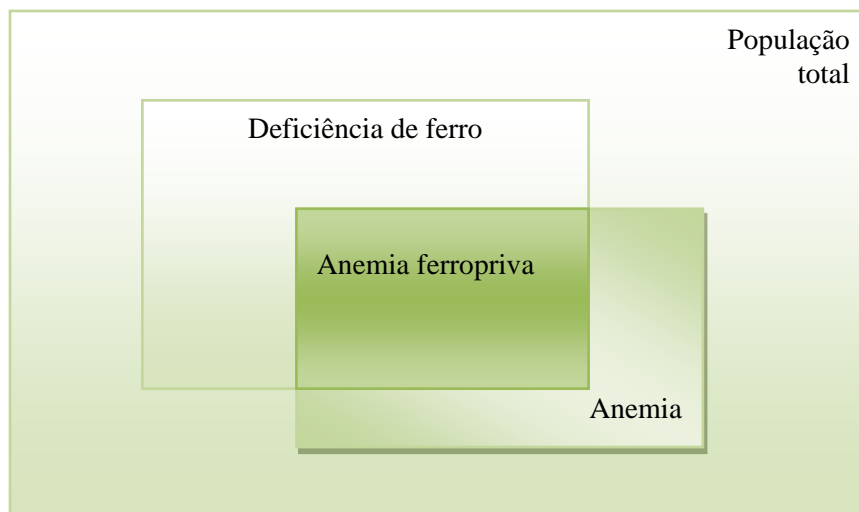 População
total
Deficiência de ferro
Anemia ferropriva
Anemia